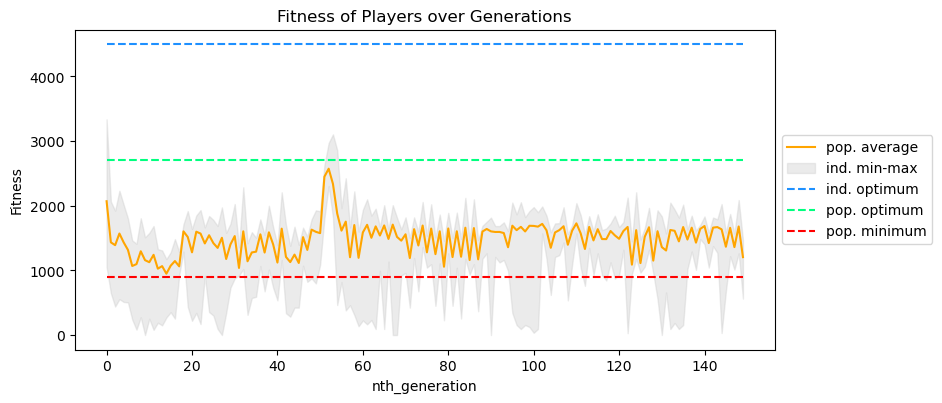 Fitness of Players over Generations
Fitness
4000
3000
2000
1000
0
0 20 40 60 80 100 120 140
nth_generation
pop. average
ind. min-max
ind. optimum
pop. optimum
pop. minimum